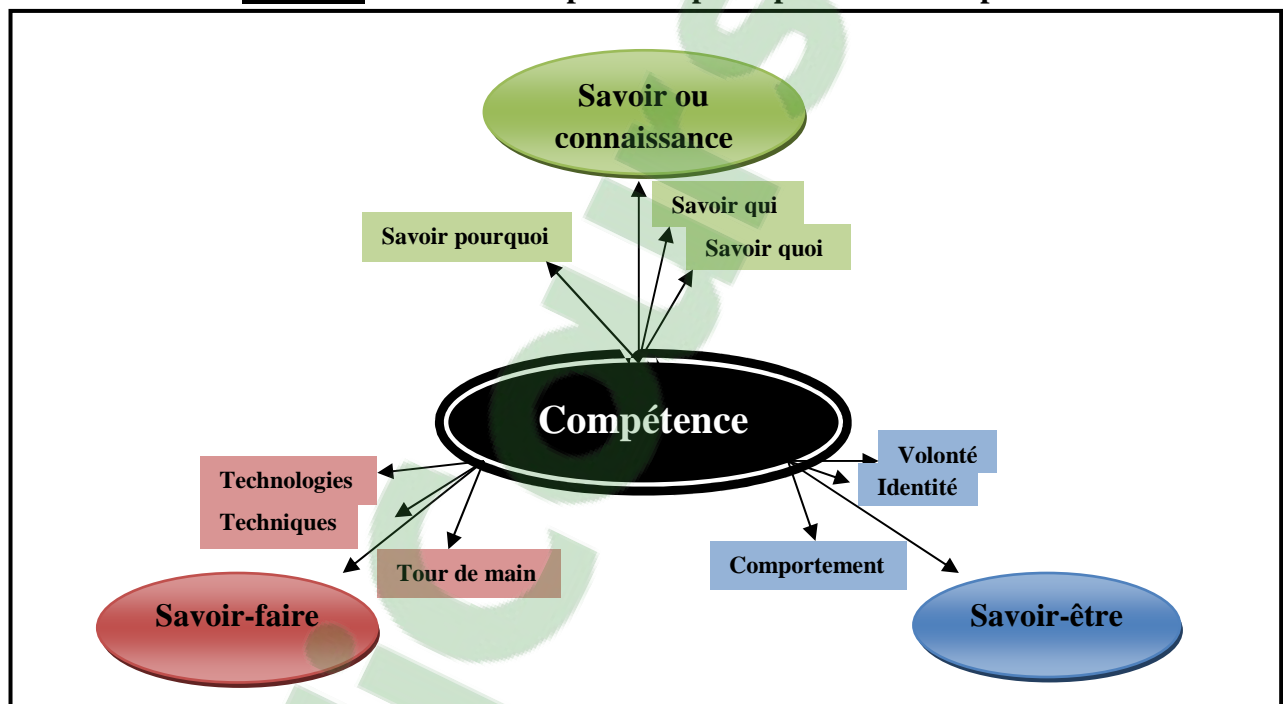 Savoir ou
connaissance
Savoir qui
Savoir pourquoi
Savoir quoi
Compétence
Volonté
Technologies
Identité
Techniques
Tour de main
Comportement
Savoir-faire
Savoir-être